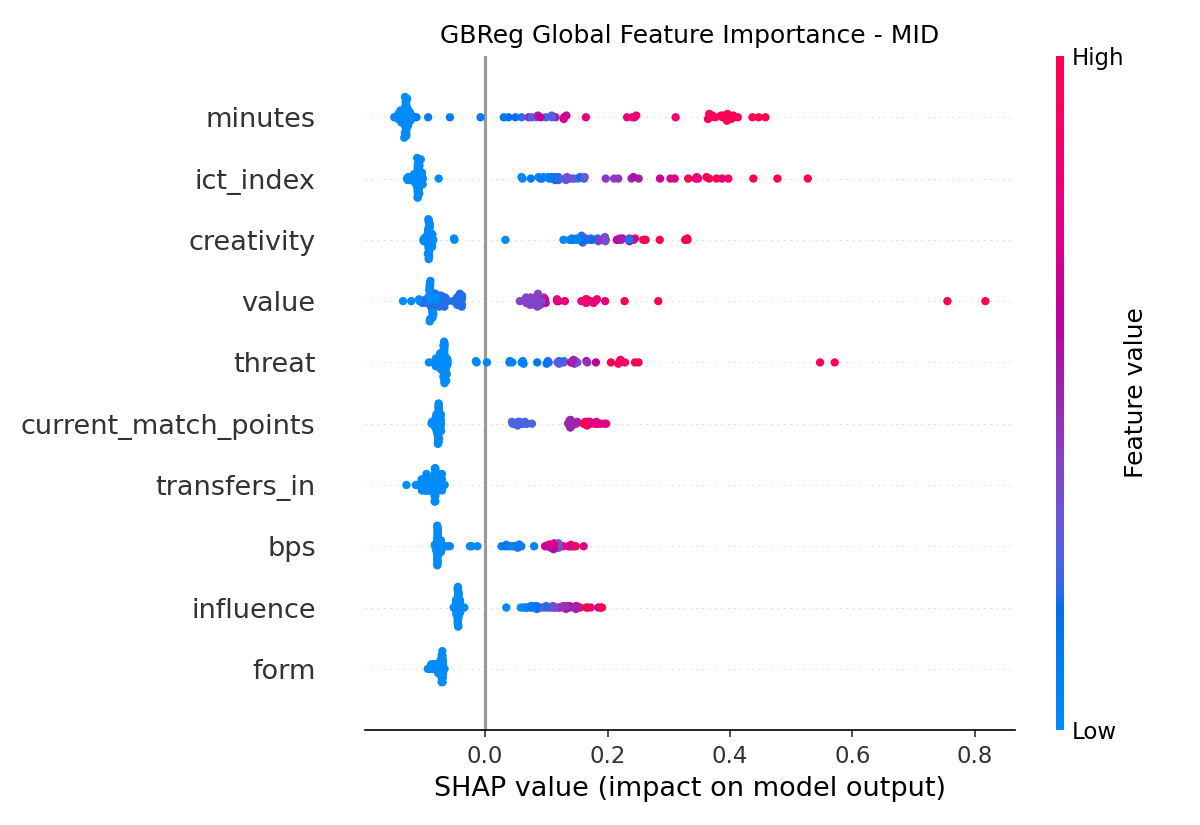 GBReg Global Feature Importance - MID
High
minutes
ict_index
creativity
value
threat
current_match_points
transfers_in
bps
influence
form
Feature value
Low
0.0 0.2 0.4 0.6 0.8
SHAP value (impact on model output)